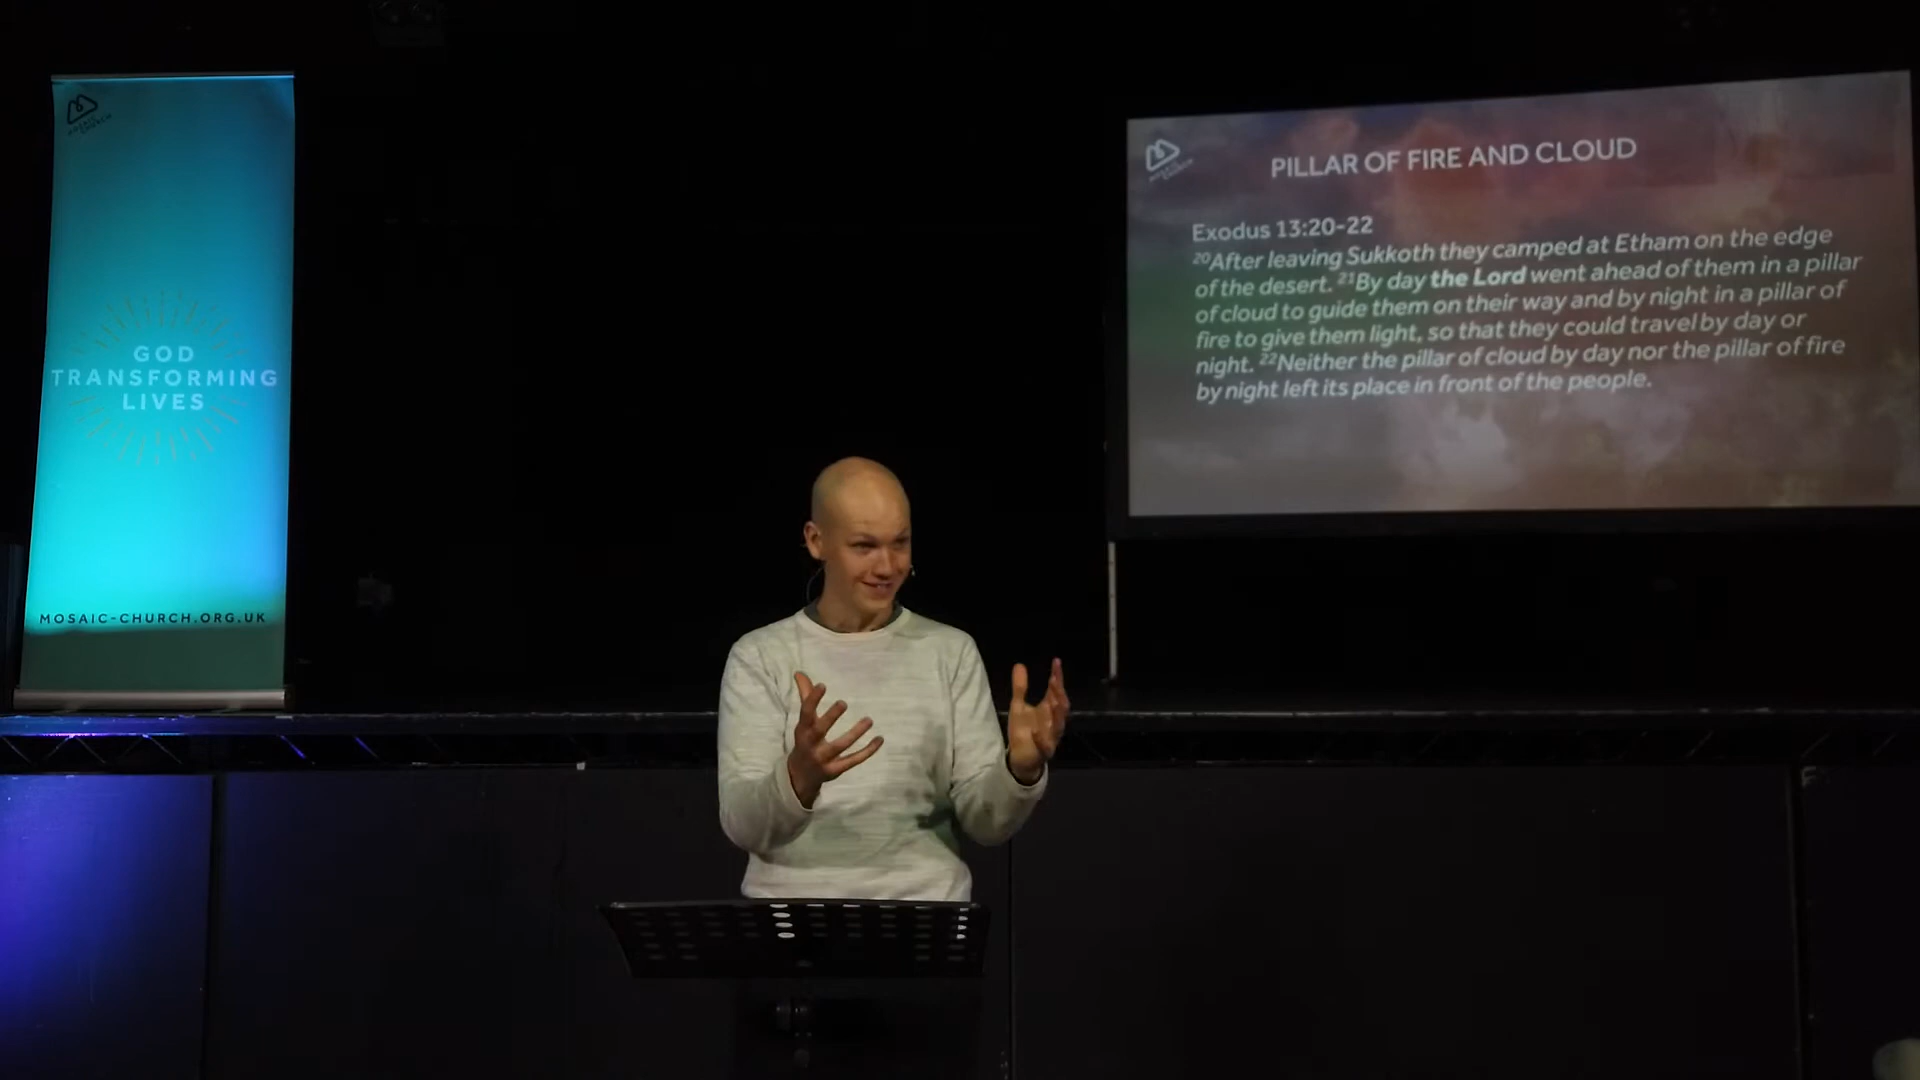 MOSAIC
CHURCH
GOD
TRANSFORMING
LIVES
MOSAIC-CHURCH.ORG.UK
MOSAIC
CHURCH
PILLAR OF FIRE AND CLOUD
Exodus 13:20-22
²⁰After leaving Sukkoth they camped at Etham on the edge
of the desert. ²¹By day the Lord went ahead of them in a pillar
of cloud to guide them on their way and by night in a pillar of
fire to give them light, so that they could travel by day or
night. ²²Neither the pillar of cloud by day nor the pillar of fire
by night left its place in front of the people.